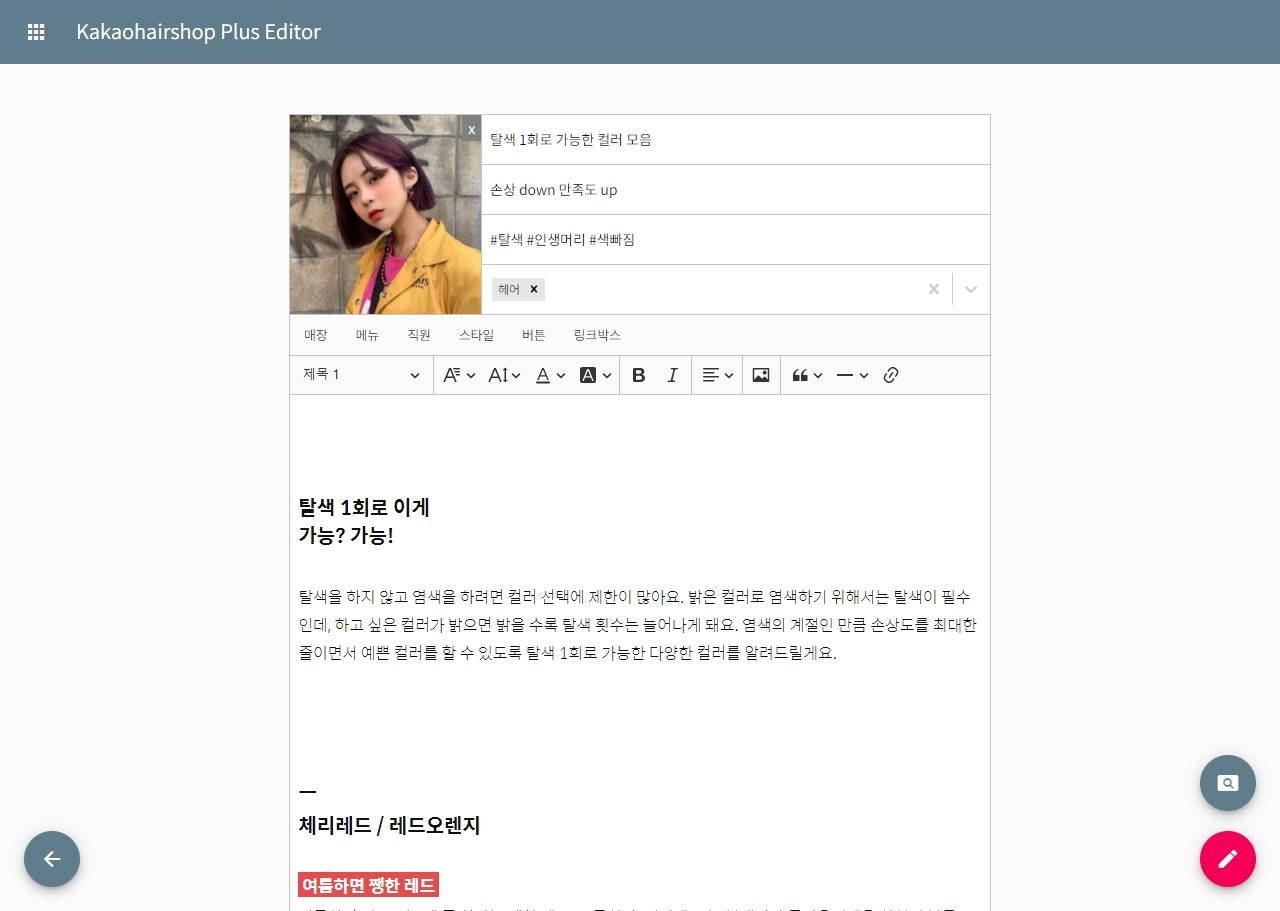 Kakaohairshop Plus Editor
x
탈색 1회로 가능한 컬러 모음
손상 down 만족도 up
#탈색 #인생머리 #색빠짐
헤어
매장 메뉴 직원 스타일 버튼 링크박스
제목 1
B I
탈색 1회로 이게
가능? 가능!
탈색을 하지 않고 염색을 하려면 컬러 선택에 제한이 많아요. 밝은 컬러로 염색하기 위해서는 탈색이 필수
인데, 하고 싶은 컬러가 밝으면 밝을 수록 탈색 횟수는 늘어나게 돼요. 염색의 계절인 만큼 손상도를 최대한
줄이면서 예쁜 컬러를 할 수 있도록 탈색 1회로 가능한 다양한 컬러를 알려드릴게요.
체리레드 / 레드오렌지
여름하면 쨍한 레드